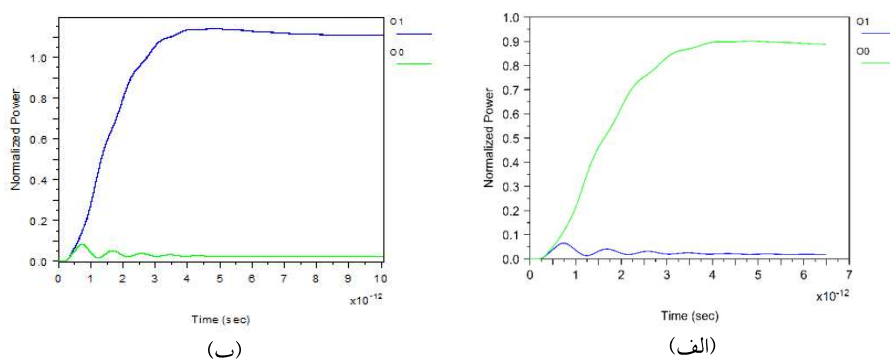 O1
O0
Normalized Power
1.0
0.8
0.6
0.4
0.2
0.0
0 1 2 3 4 5 6 7 8 9 10
x10-12
Time (sec)
(ب)
O1
O0
Normalized Power
1.0
0.9
0.8
0.7
0.6
0.5
0.4
0.3
0.2
0.1
0.0
0 1 2 3 4 5 6 7
x10-12
Time (sec)
(الف)